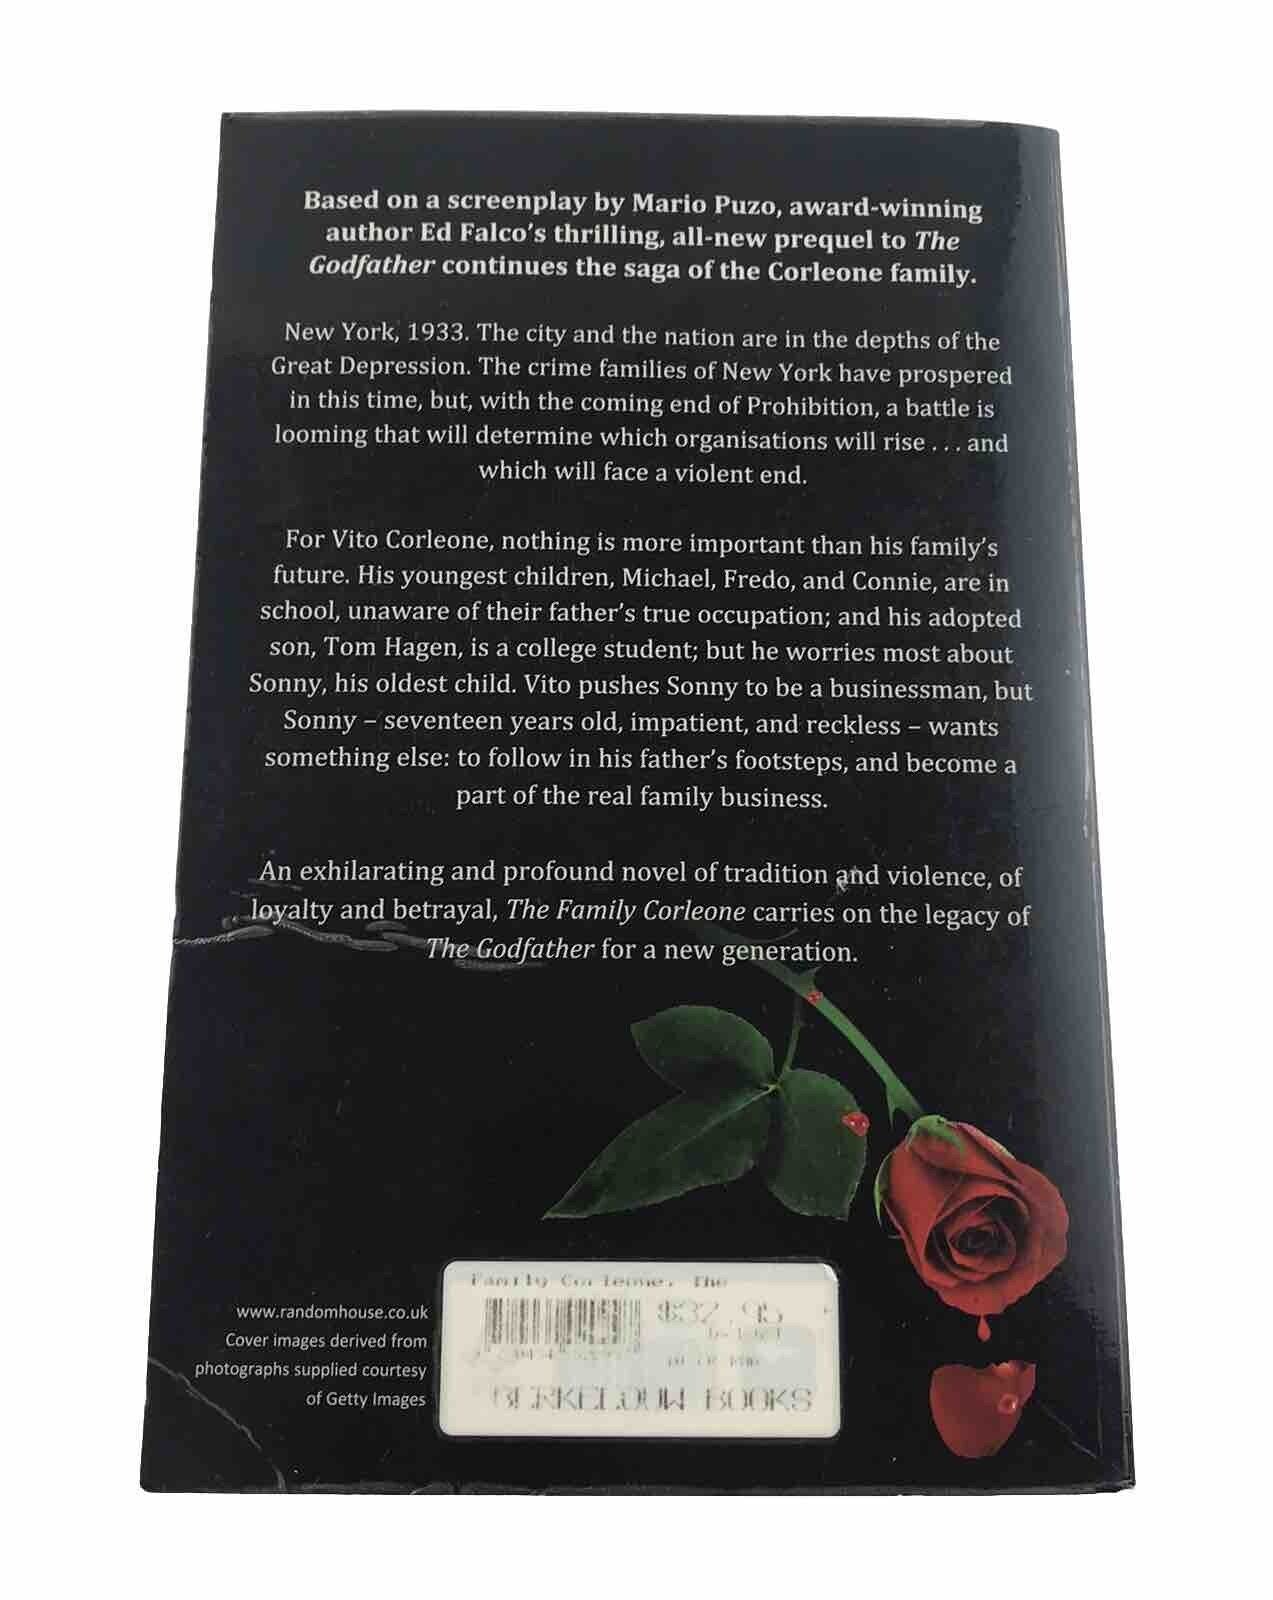 Based on a screenplay by Mario Puzo, award-winning
author Ed Falco's thrilling, all-new prequel to The
Godfather continues the saga of the Corleone family.
New York, 1933. The city and the nation are in the depths of the
Great Depression. The crime families of New York have prospered
in this time, but, with the coming end of Prohibition, a battle is
looming that will determine which organisations will rise . . . and
which will face a violent end.
For Vito Corleone, nothing is more important than his family's
future. His youngest children, Michael, Fredo, and Connie, are in
school, unaware of their father's true occupation; and his adopted
son, Tom Hagen, is a college student; but he worries most about
Sonny, his oldest child. Vito pushes Sonny to be a businessman, but
Sonny – seventeen years old, impatient, and reckless – wants
something else: to follow in his father's footsteps, and become a
part of the real family business.
An exhilarating and profound novel of tradition and violence, of
loyalty and betrayal, The Family Corleone carries on the legacy of
The Godfather for a new generation.
www.randomhouse.co.uk
Cover images derived from
photographs supplied courtesy
of Getty Images
Family Corleone, The
$32.95
BERKELOUW BOOKS